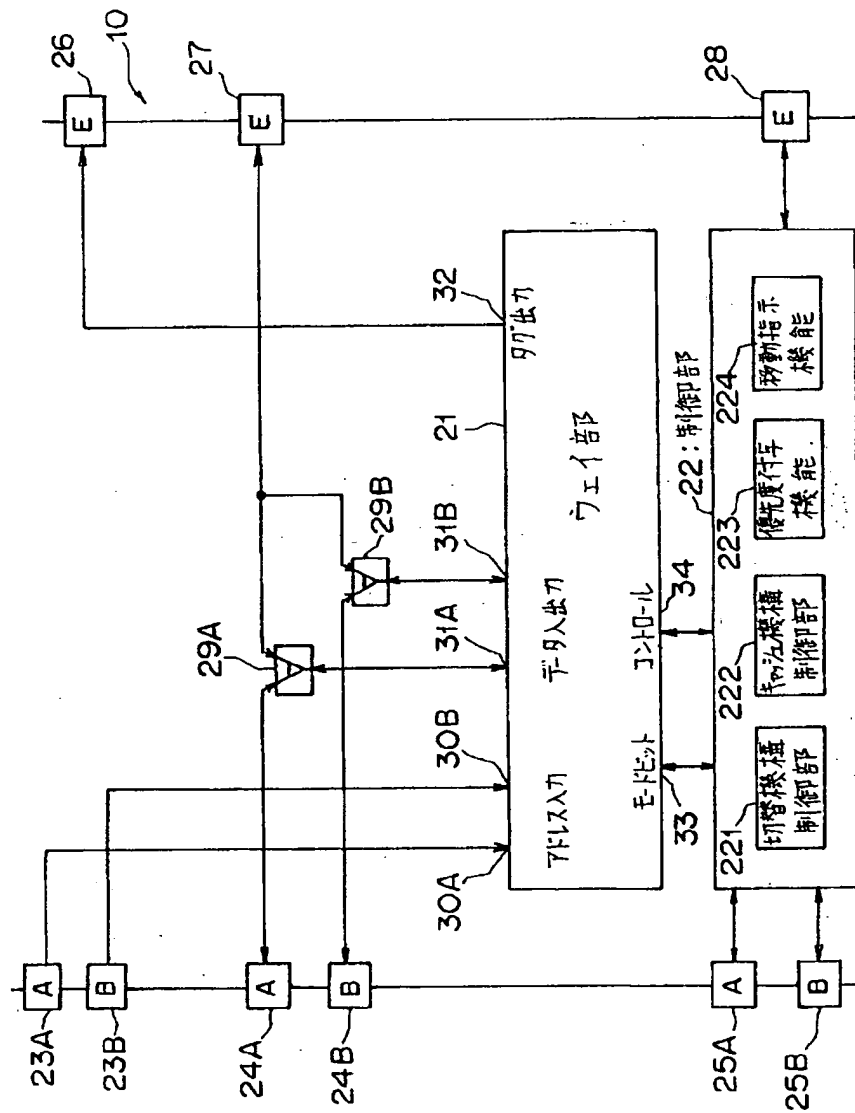 10
26
E
27
E
28
E
32
タグ出力
21
ウェイ部
29A
29B
31A
31B
データ入出力
30A
30B
アドレス入力
モードビット
33
コントロール
34
22:制御部
221
切替機構
制御部
222
キャッシュ機構
制御部
223
優先度付与
機能
224
移動指示
機能
23A
A
23B
B
24A
A
24B
B
25A
A
25B
B